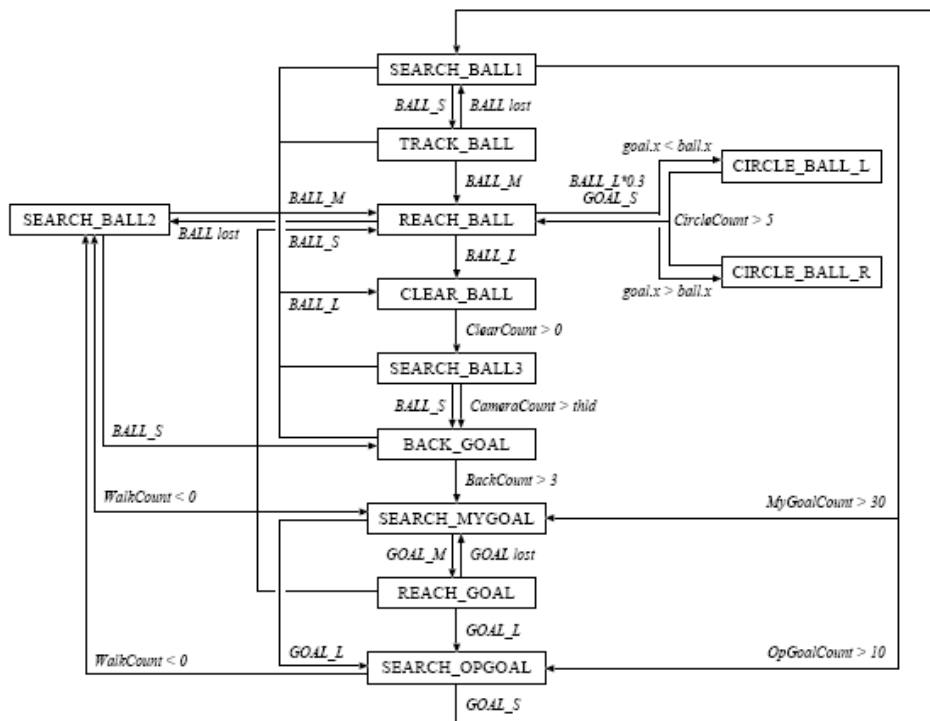 SEARCH_BALL1
BALL_S
BALL lost
TRACK_BALL
goal.x < ball.x
CIRCLE_BALL_L
BALL_M
BALL_L*0.3
GOAL_S
BALL_M
SEARCH_BALL2
REACH_BALL
CircleCount > 5
BALL lost
BALL_S
BALL_L
CIRCLE_BALL_R
goal.x > ball.x
CLEAR_BALL
BALL_L
ClearCount > 0
SEARCH_BALL3
BALL_S
CameraCount > thld
BALL_S
BACK_GOAL
BackCount > 3
WalkCount < 0
MyGoalCount > 30
SEARCH_MYGOAL
GOAL_M
GOAL lost
REACH_GOAL
GOAL_L
WalkCount < 0
GOAL_L
OpGoalCount > 10
SEARCH_OPGOAL
GOAL_S